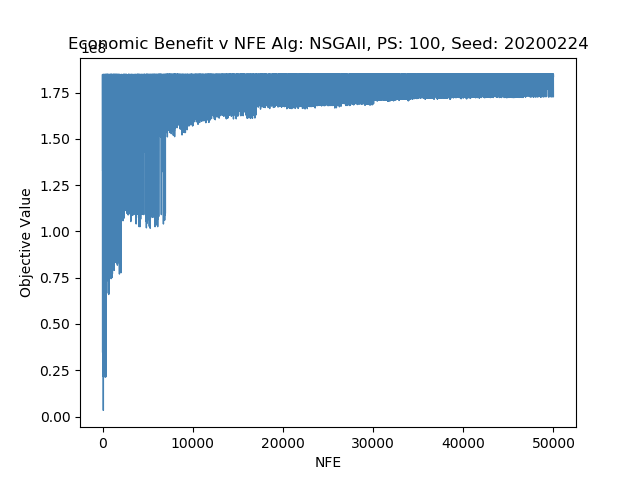 Economic Benefit v NFE Alg: NSGAII, PS: 100, Seed: 20200224
1e8
1.75
1.50
1.25
1.00
0.75
0.50
0.25
0.00
Objective Value
0 10000 20000 30000 40000 50000
NFE